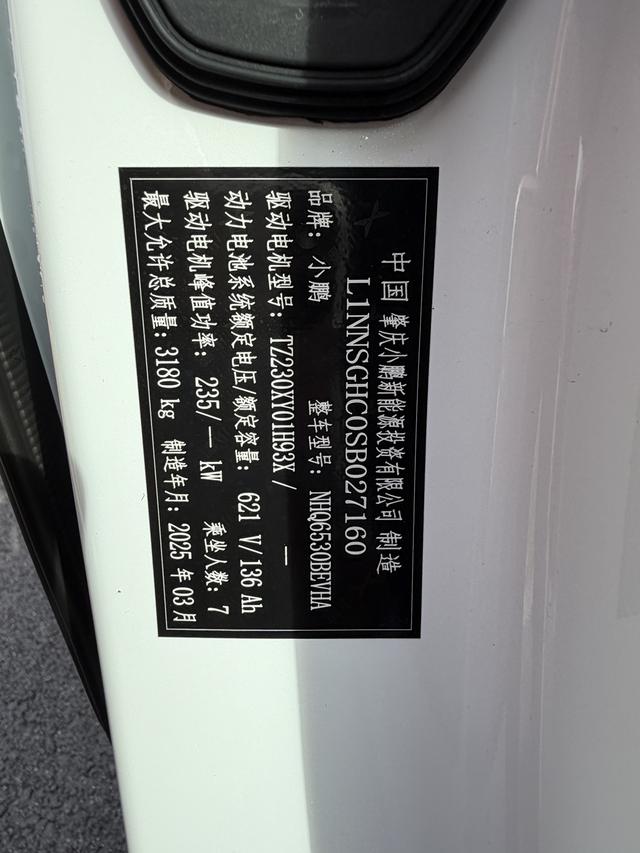 中国 肇庆小鹏新能源投资有限公司 制造
L1NNSGHC0SB027160
品牌：小鹏 整车型号：NHQ6530BEVHA
驱动电机型号：TZ230XY01H93X / —
动力电池系统额定电压/额定容量：621 V/136 Ah
驱动电机峰值功率：235/— kW 乘坐人数：7
最大允许总质量：3180 kg 制造年月：2025 年 03 月